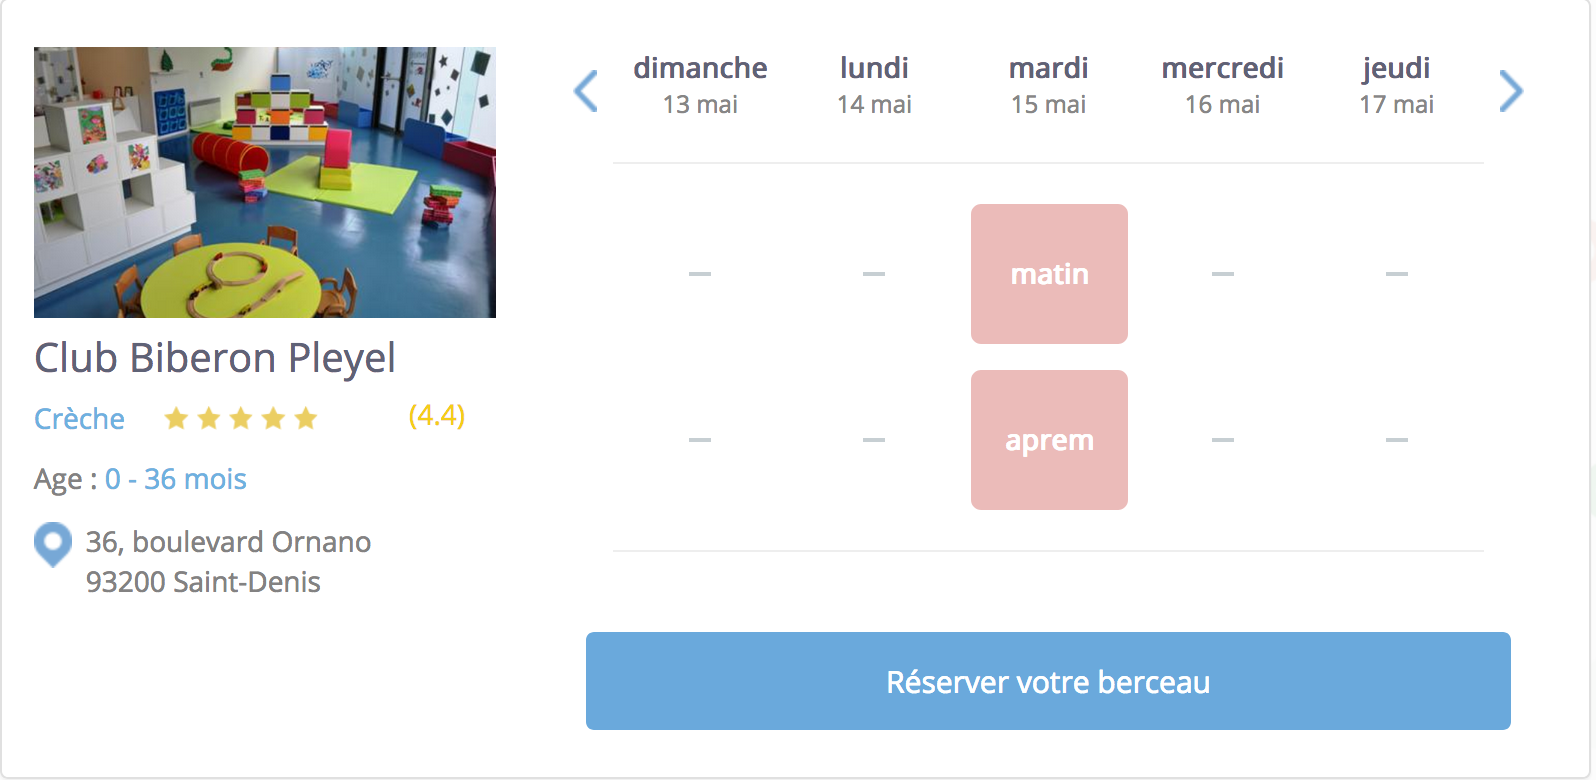 dimanche
13 mai
lundi
14 mai
mardi
15 mai
mercredi
16 mai
jeudi
17 mai
matin
aprem
Club Biberon Pleyel
Crèche (4.4)
Age : 0 - 36 mois
36, boulevard Ornano
93200 Saint-Denis
Réserver votre berceau